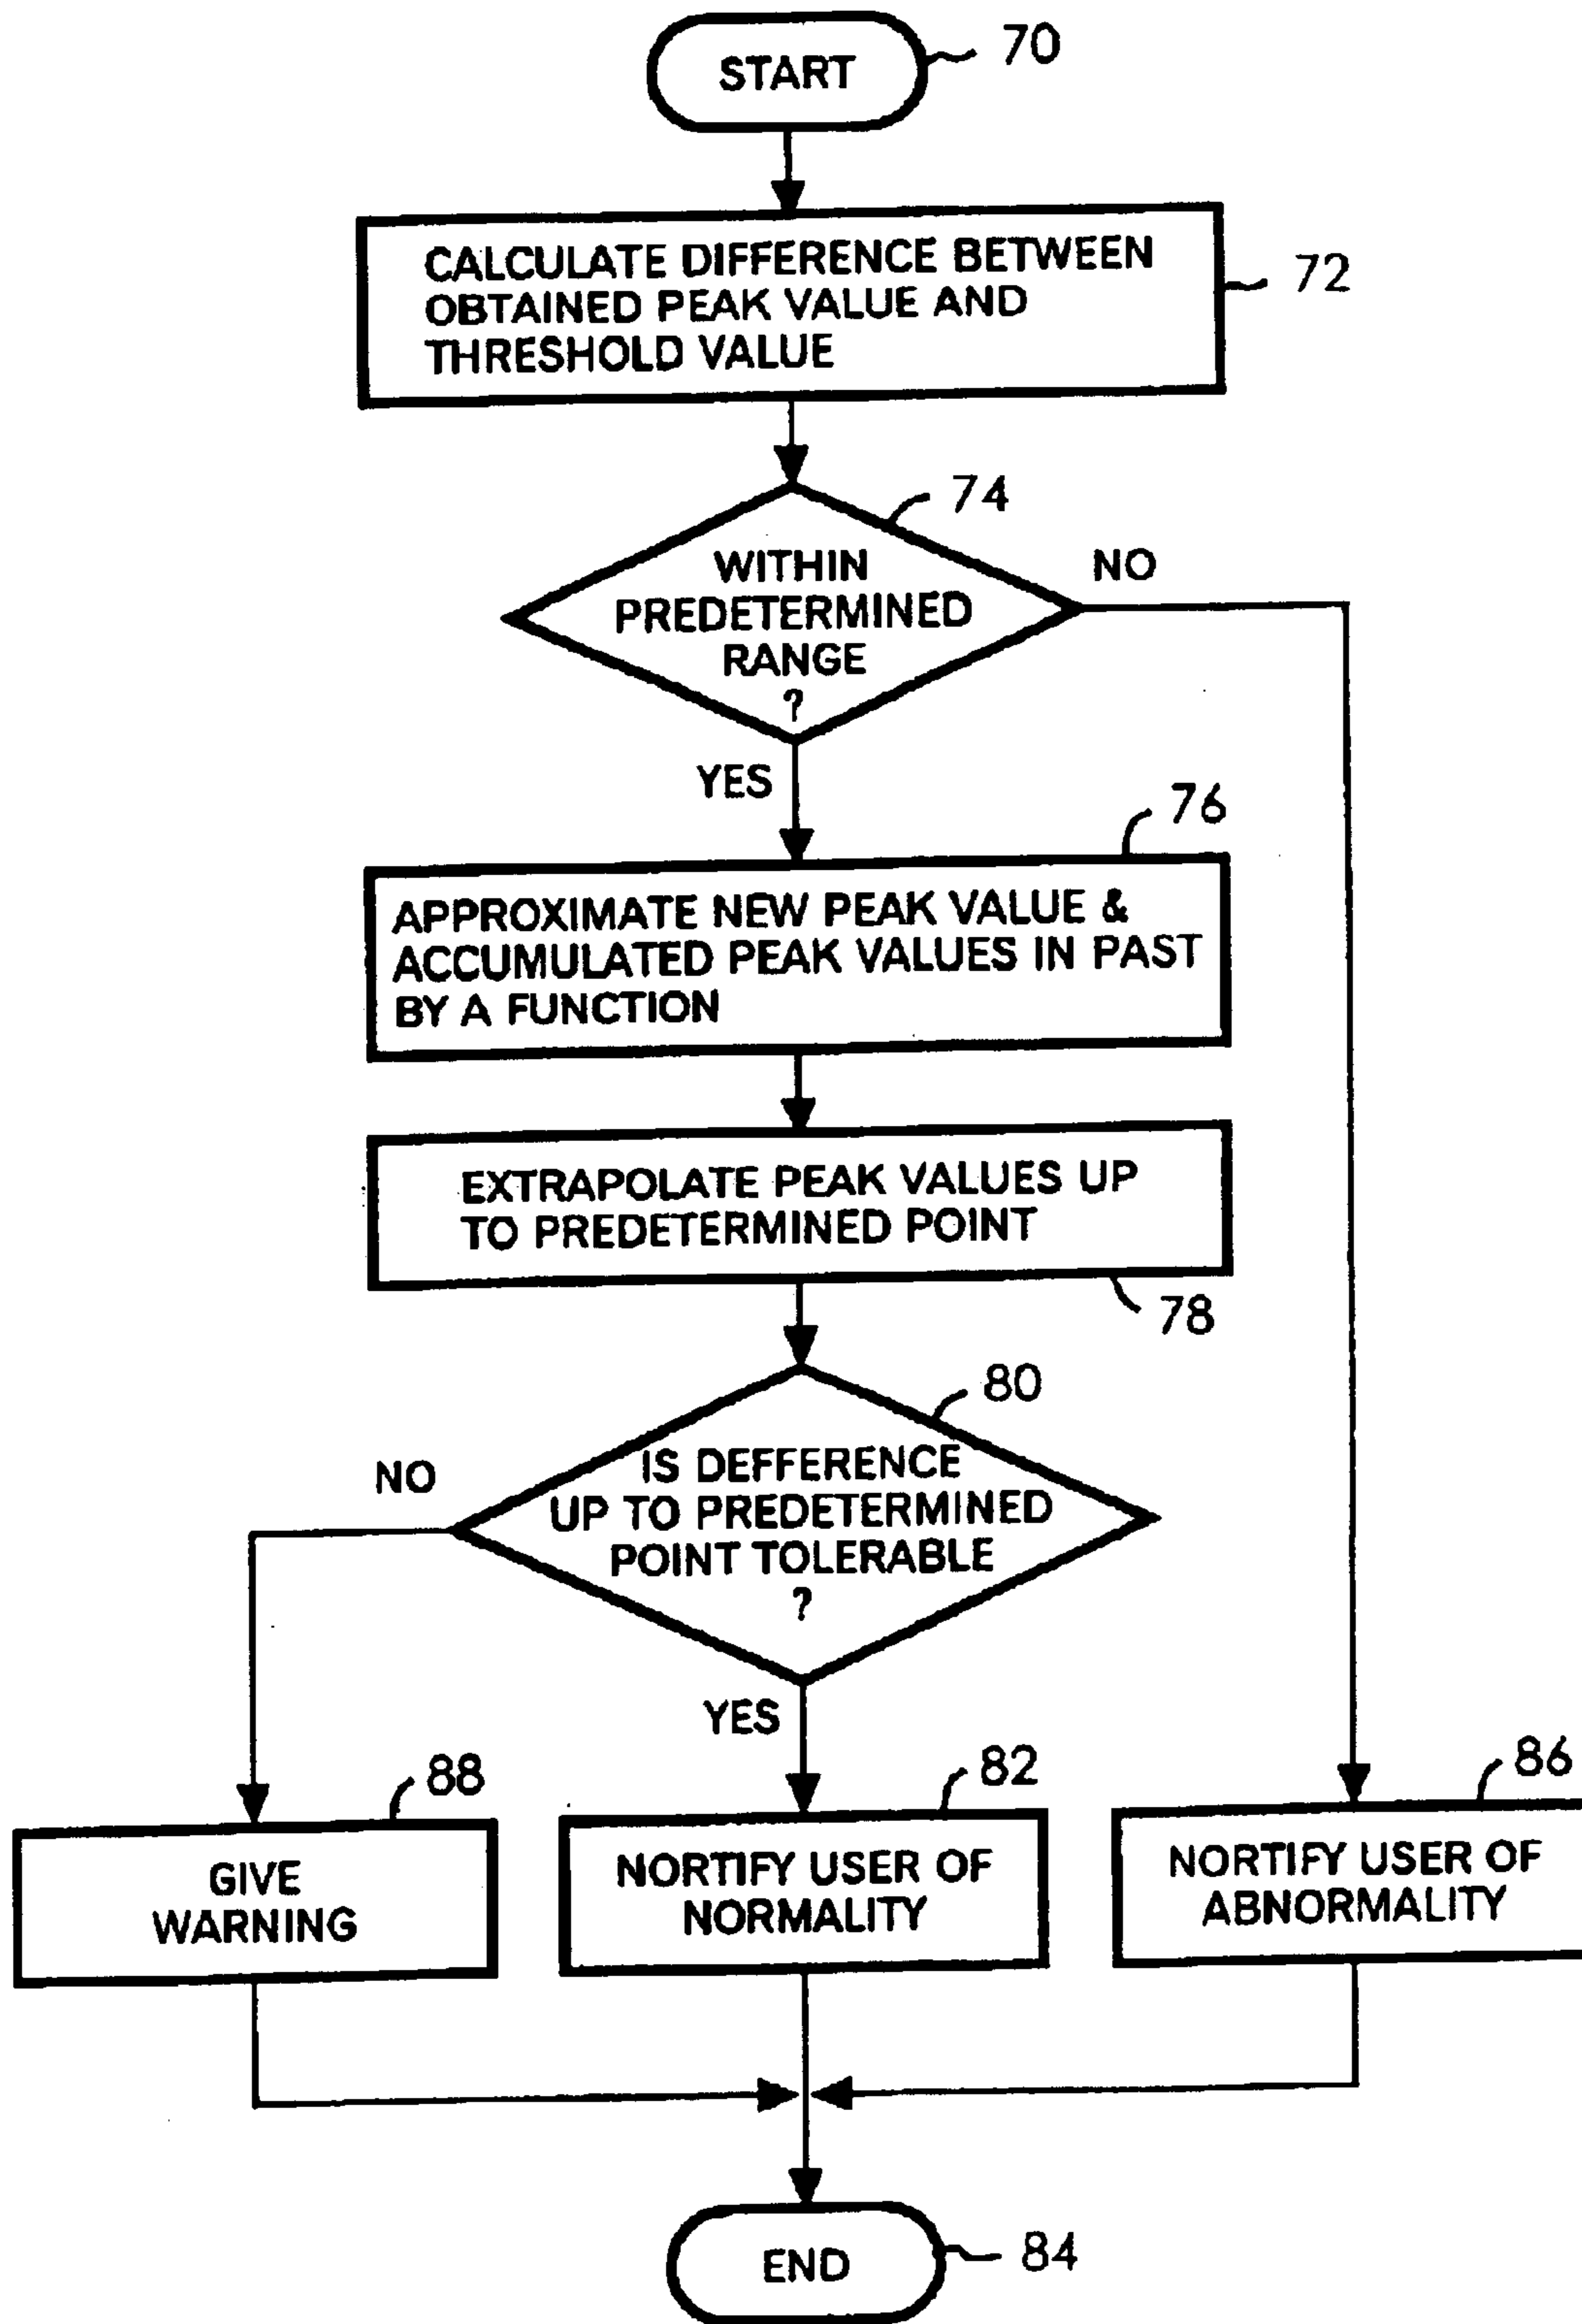 START
70
CALCULATE DIFFERENCE BETWEEN
OBTAINED PEAK VALUE AND
THRESHOLD VALUE
72
74
WITHIN
PREDETERMINED
RANGE
?
NO
YES
76
APPROXIMATE NEW PEAK VALUE &
ACCUMULATED PEAK VALUES IN PAST
BY A FUNCTION
EXTRAPOLATE PEAK VALUES UP
TO PREDETERMINED POINT
78
80
IS DEFFERENCE
UP TO PREDETERMINED
POINT TOLERABLE
?
NO
YES
88
GIVE
WARNING
82
NORTIFY USER OF
NORMALITY
86
NORTIFY USER OF
ABNORMALITY
END
84